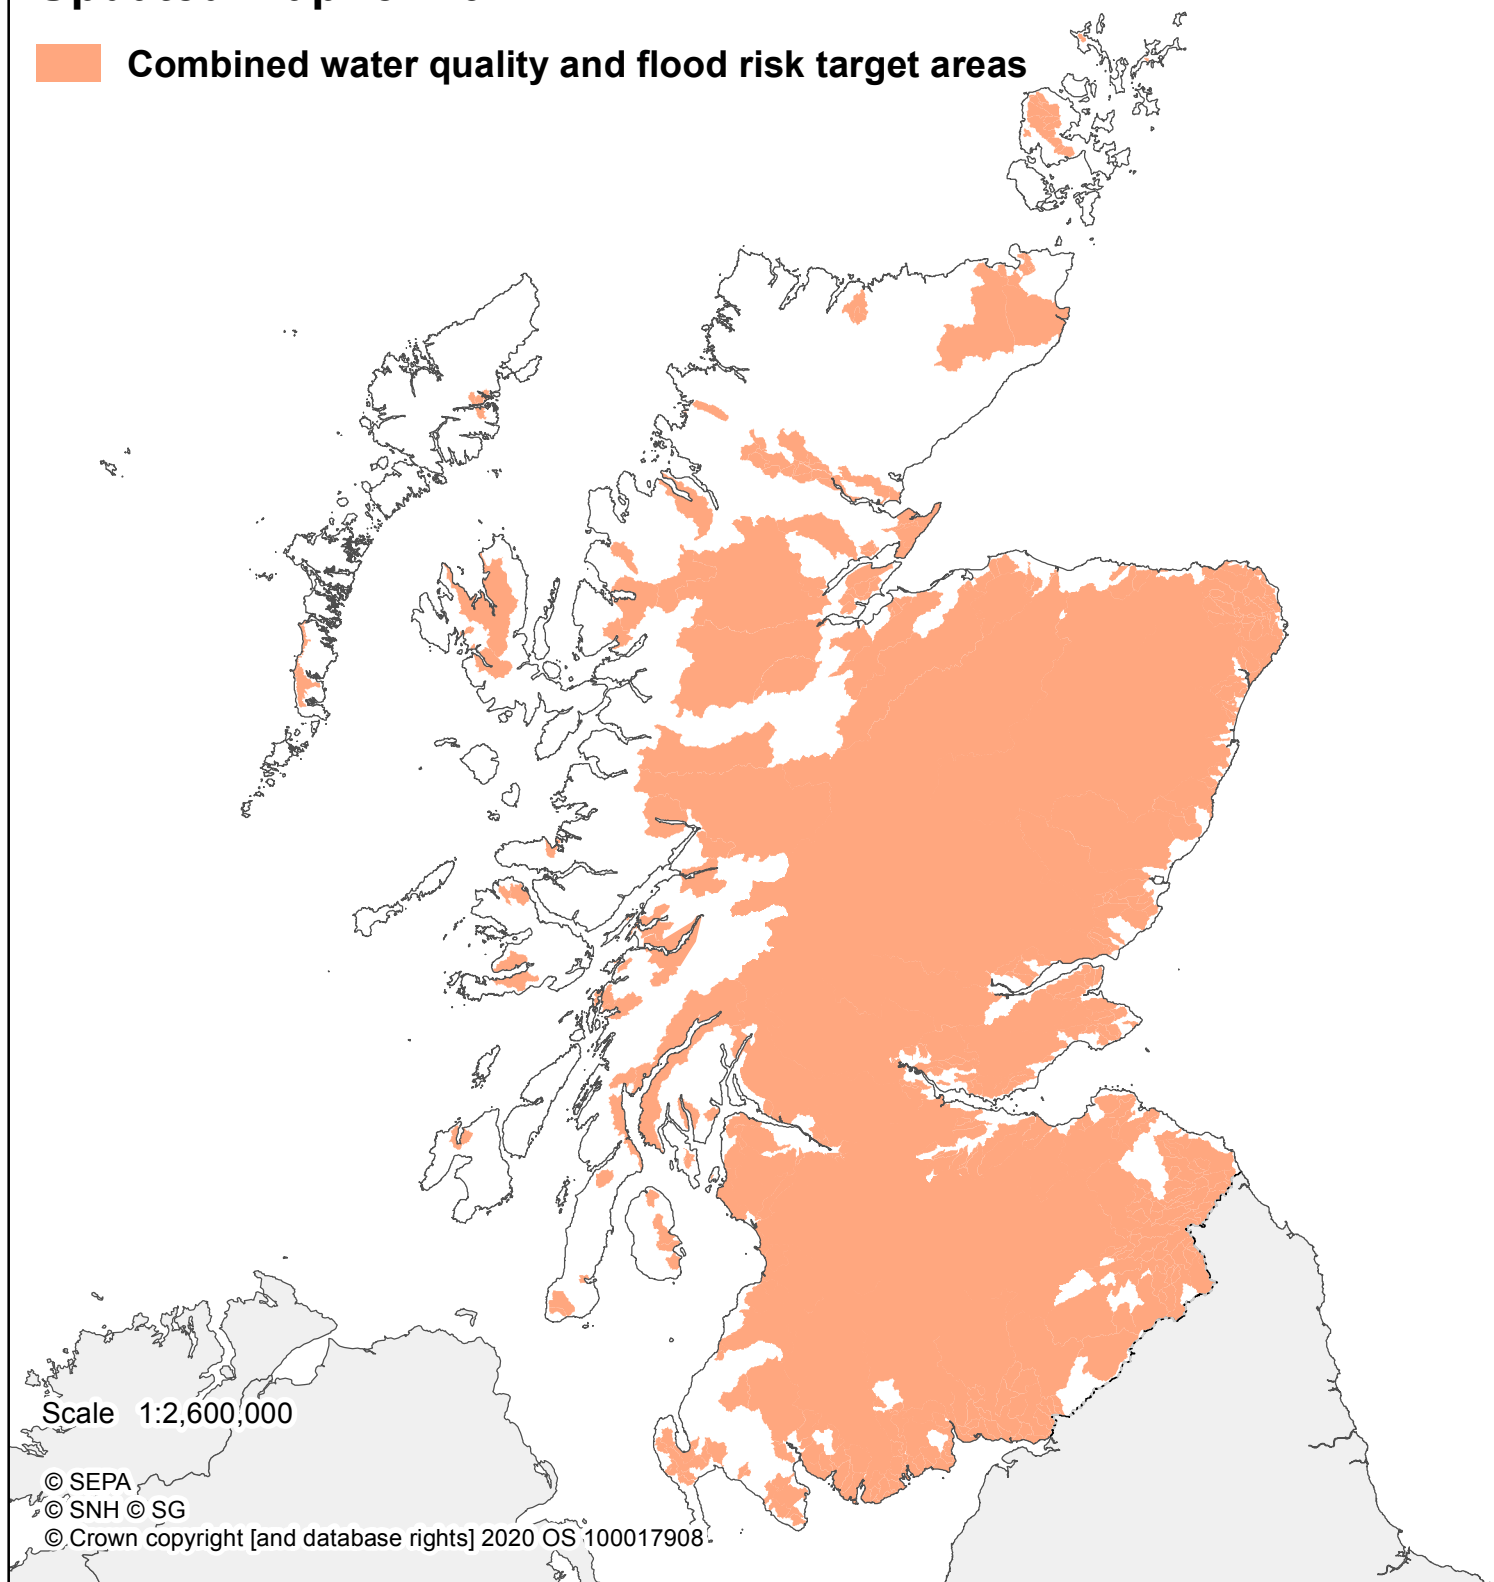 Combined water quality and flood risk target areas
Scale 1:2,600,000
© SEPA
© SNH © SG
© Crown copyright [and database rights] 2020 OS 100017908